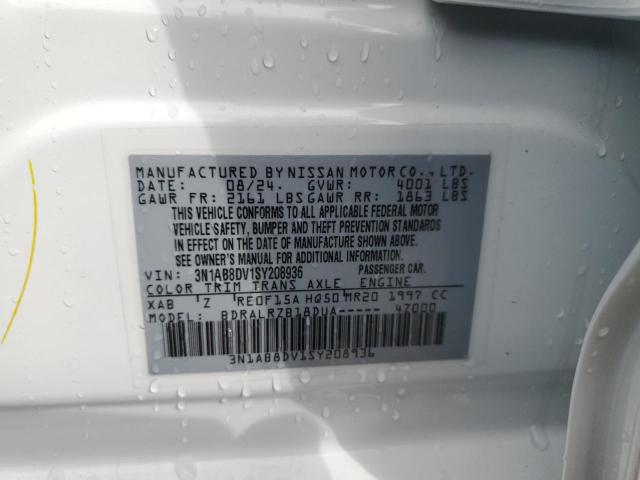 MANUFACTURED BY NISSAN MOTOR CO., LTD.
DATE: 08/24. GVWR: 4001 LBS
GAWR FR: 2161 LBS GAWR RR: 1863 LBS
THIS VEHICLE CONFORMS TO ALL APPLICABLE FEDERAL MOTOR
VEHICLE SAFETY, BUMPER AND THEFT PREVENTION STANDARDS
IN EFFECT ON THE DATE OF MANUFACTURE SHOWN ABOVE.
SEE OWNER'S MANUAL FOR ADDITIONAL INFORMATION.
VIN: 3N1AB8DV1SY208936 PASSENGER CAR.
COLOR TRIM TRANS AXLE ENGINE
XAB Z RE0F15A HQ50 MR20 1997 CC
MODEL: BDRALRZB18DUA----- 47000
3N1AB8DV1SY208936